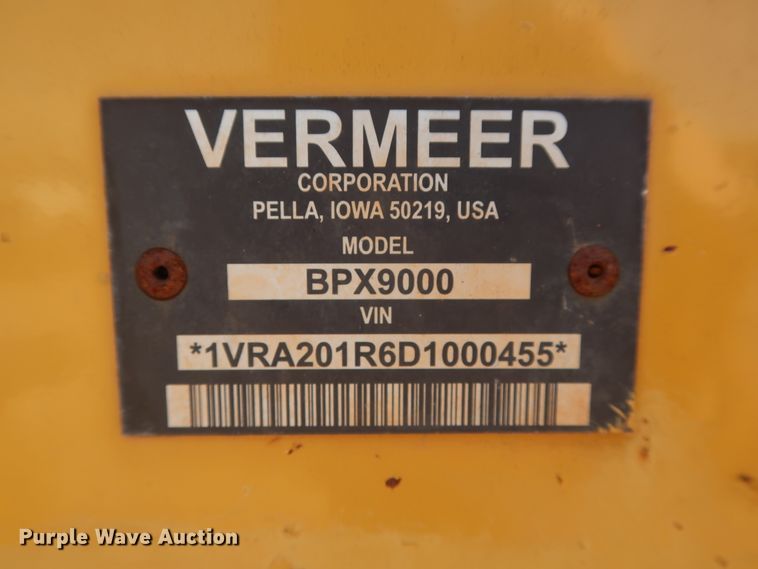 VERMEER
CORPORATION
PELLA, IOWA 50219, USA
MODEL
BPX9000
VIN
*1VRA201R6D1000455*
Purple Wave Auction